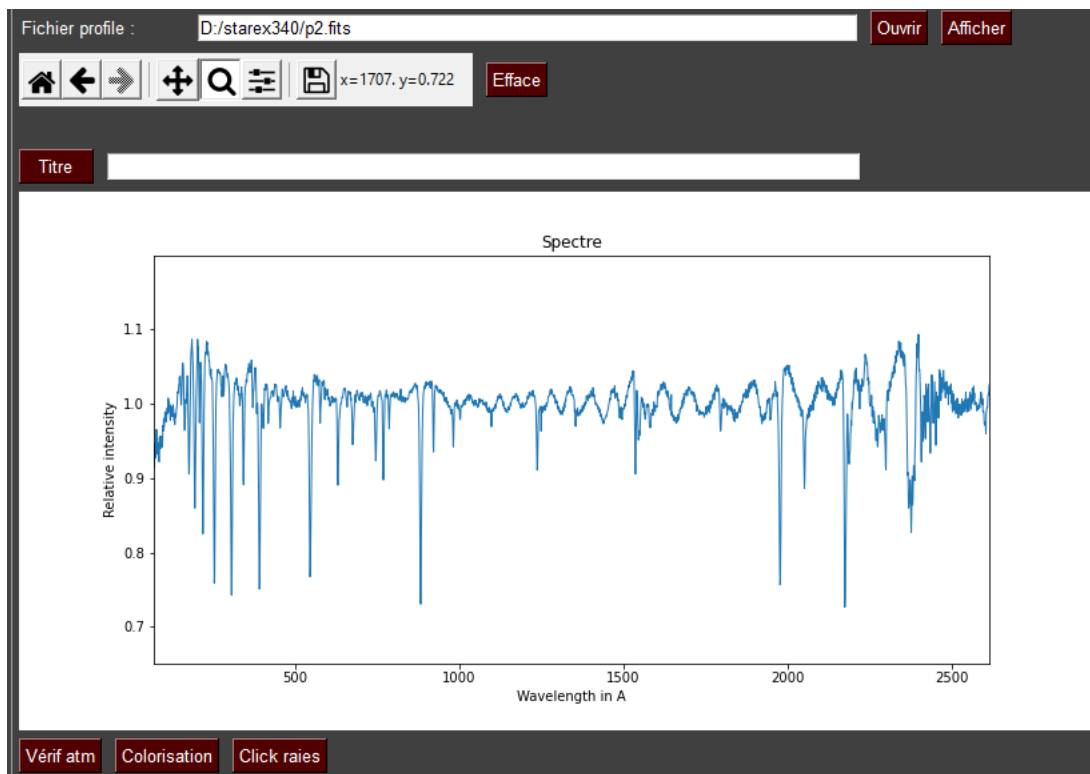 Fichier profile : D:/starex340/p2.fits Ouvrir Afficher
x=1707. y=0.722 Efface
Titre
Spectre
1.1
1.0
0.9
0.8
0.7
Relative intensity
500 1000 1500 2000 2500
Wavelength in A
Vérif atm Colorisation Click raies